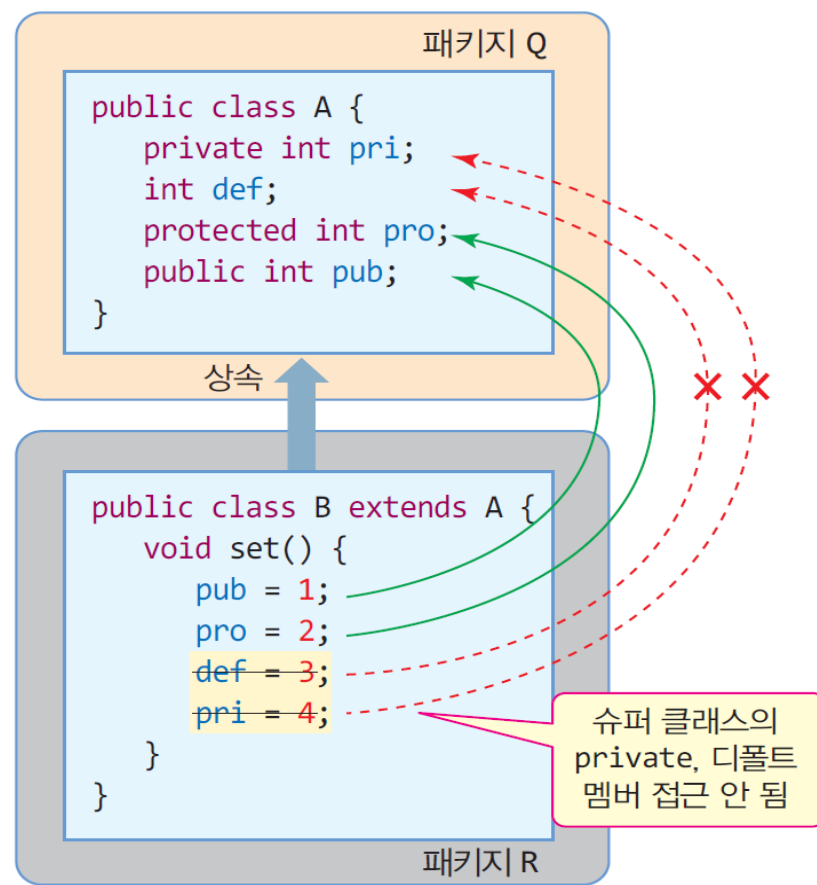 패키지 Q
public class A {
private int pri;
int def;
protected int pro;
public int pub;
}
상속
public class B extends A {
void set() {
pub = 1;
pro = 2;
def = 3;
pri = 4;
}
}
슈퍼 클래스의
private, 디폴트
멤버 접근 안 됨
패키지 R